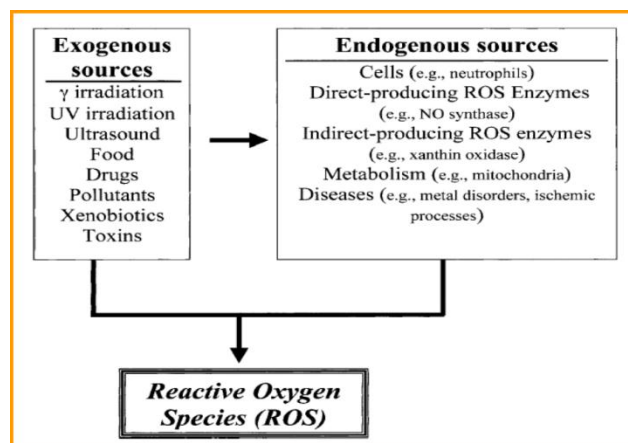 Exogenous
sources
γ irradiation
UV irradiation
Ultrasound
Food
Drugs
Pollutants
Xenobiotics
Toxins
Endogenous sources
Cells (e.g., neutrophils)
Direct-producing ROS Enzymes
(e.g., NO synthase)
Indirect-producing ROS enzymes
(e.g., xanthin oxidase)
Metabolism (e.g., mitochondria)
Diseases (e.g., metal disorders, ischemic
processes)
Reactive Oxygen
Species (ROS)